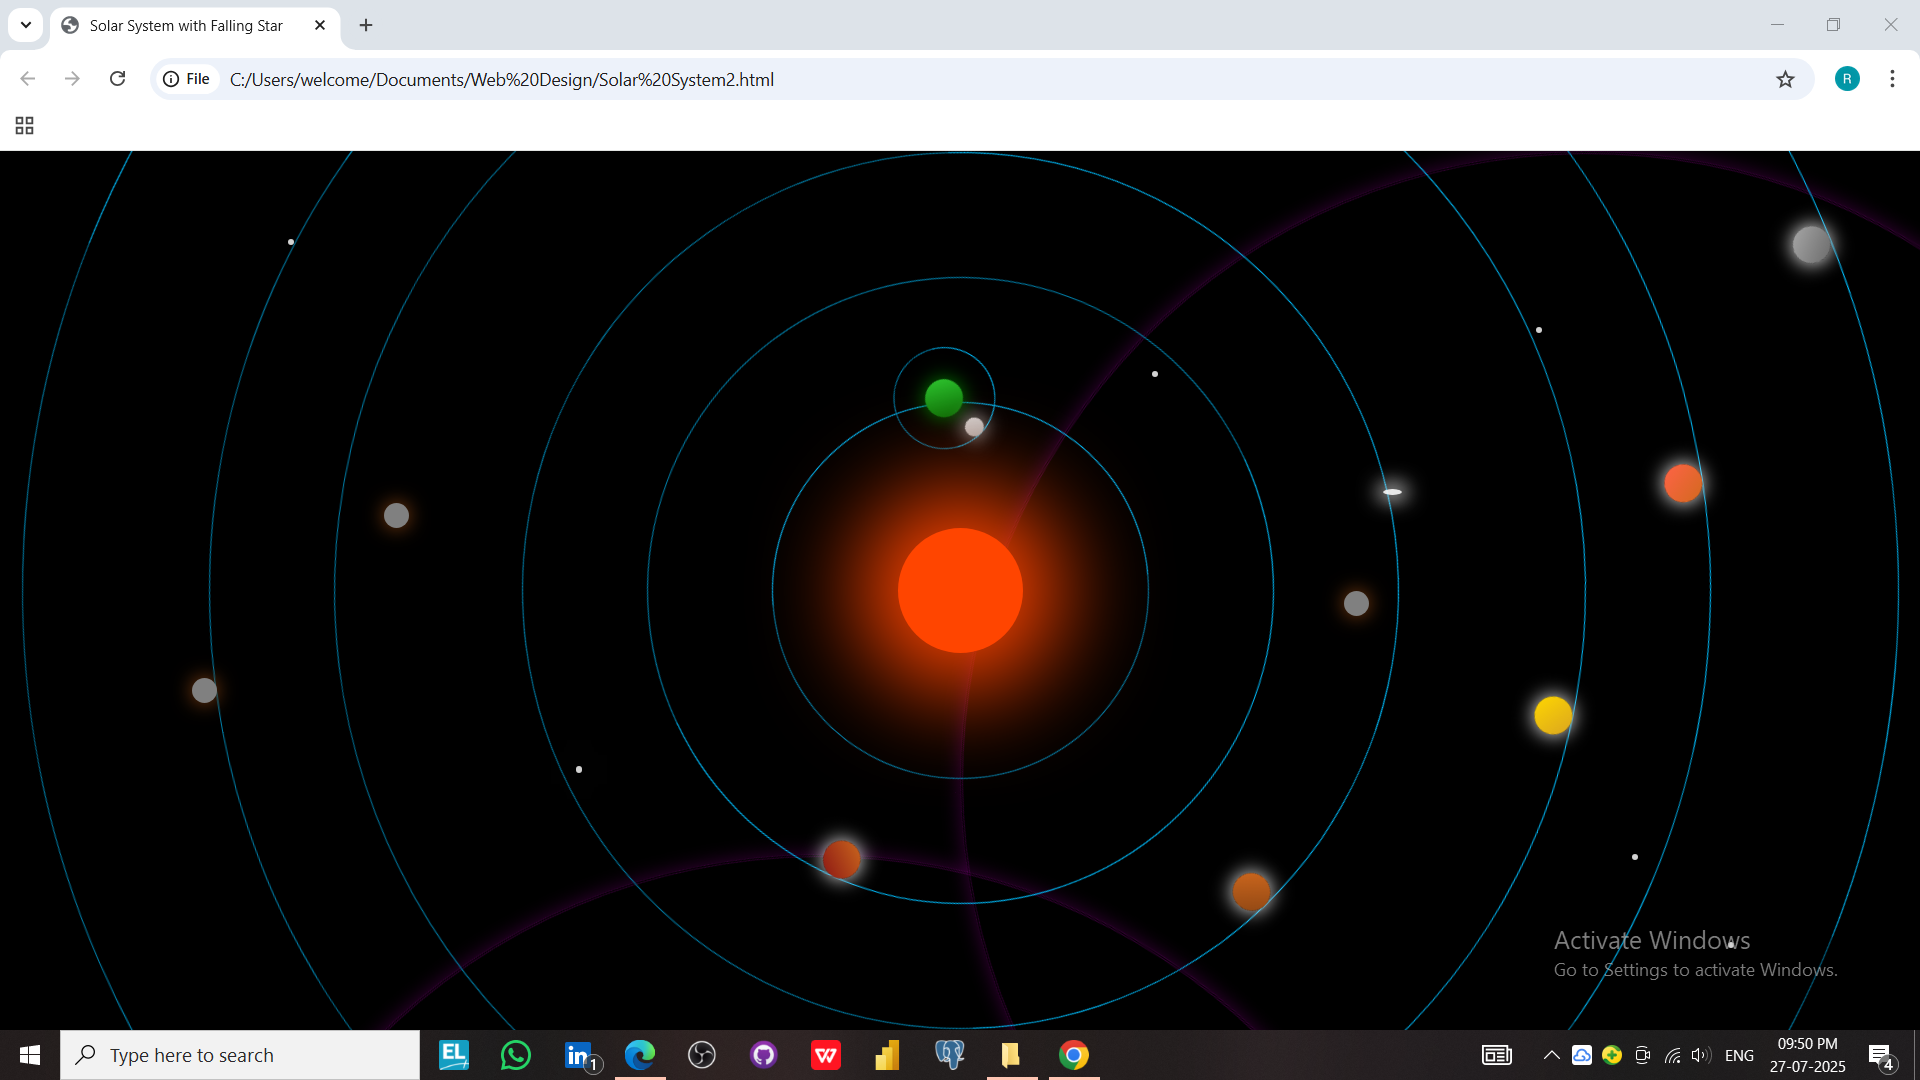 Solar System with Falling Star
File
C:/Users/welcome/Documents/Web%20Design/Solar%20System2.html
R
Activate Windows
Go to Settings to activate Windows.
Type here to search
EL
in
1
W
ENG
09:50 PM
27-07-2025
4